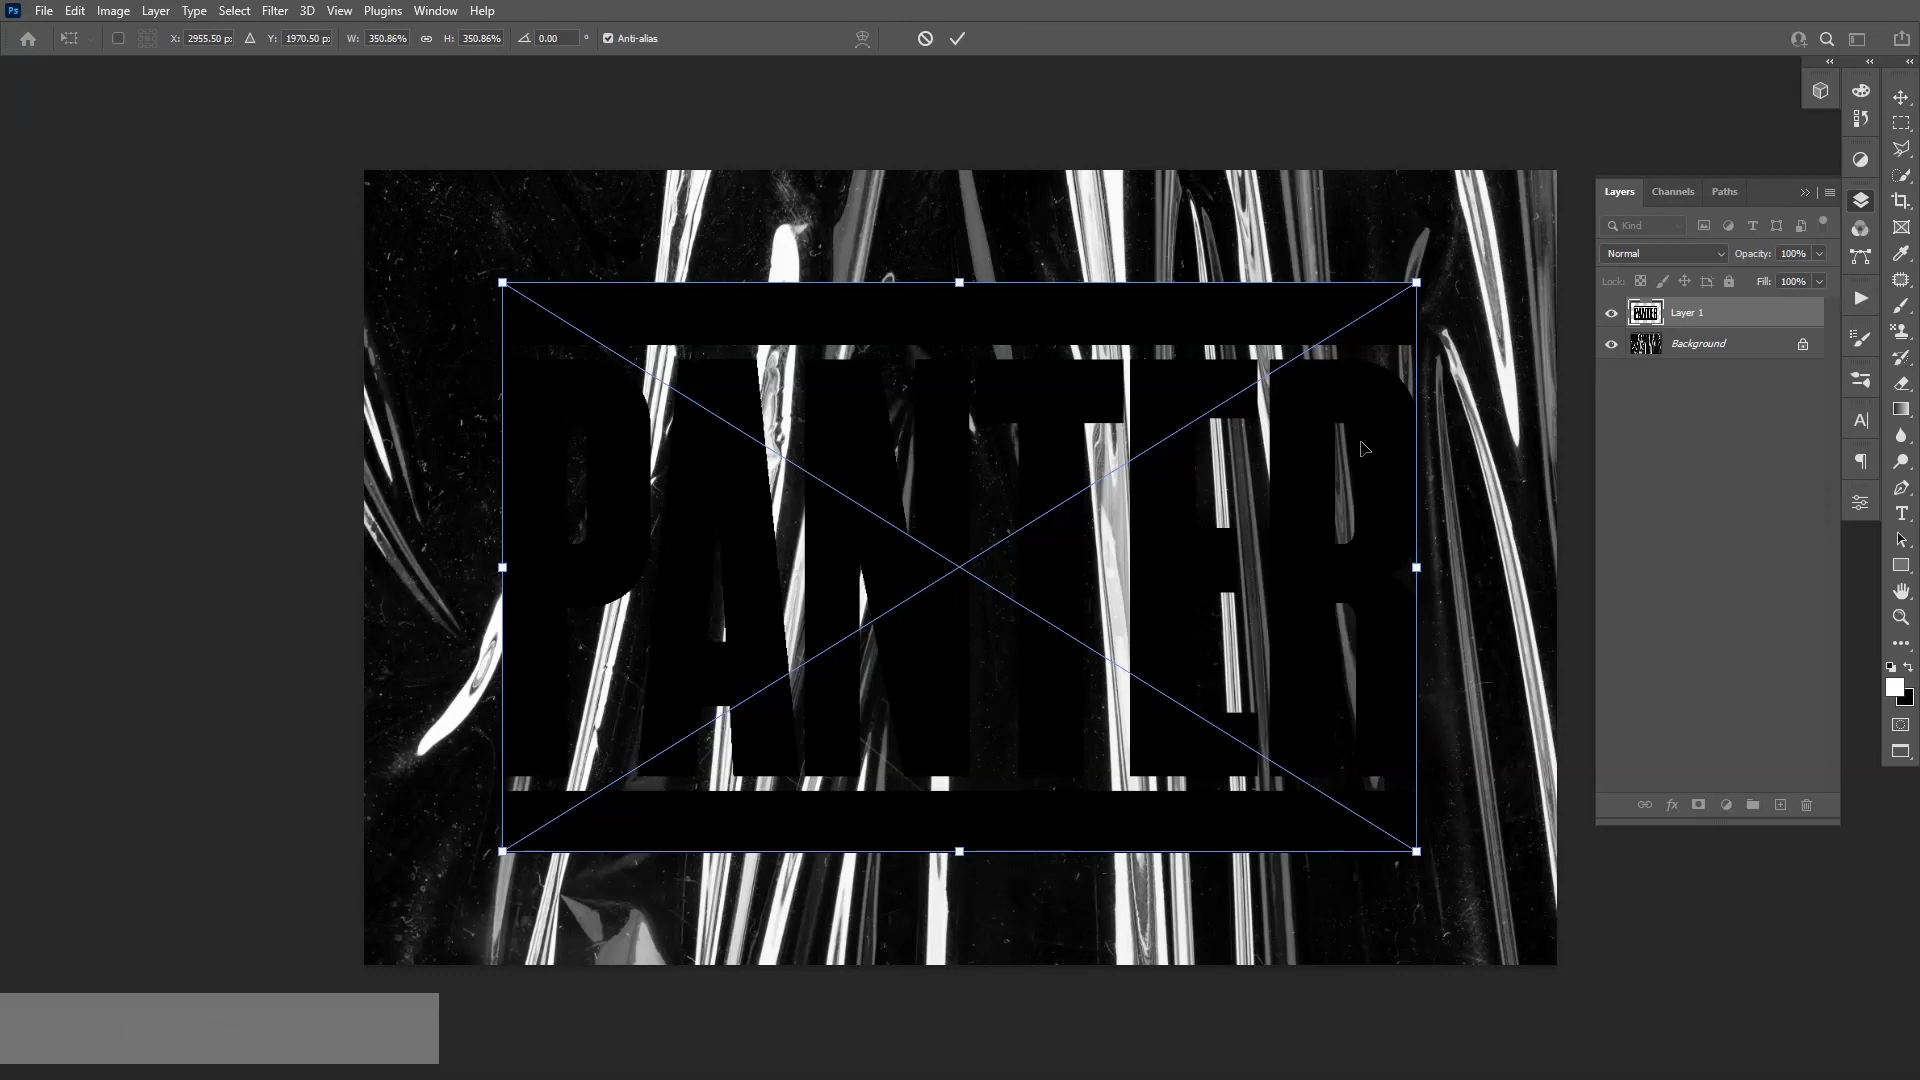 Ps File Edit Image Layer Type Select Filter 3D View Plugins Window Help
X: 2955.50 p: Y: 1970.50 p: W: 350.86% H: 350.86% 0.00 ° Anti-alias
Layers Channels Paths
Kind
Normal Opacity: 100%
Lock: Fill: 100%
PANTER Layer 1
Background
PANTER